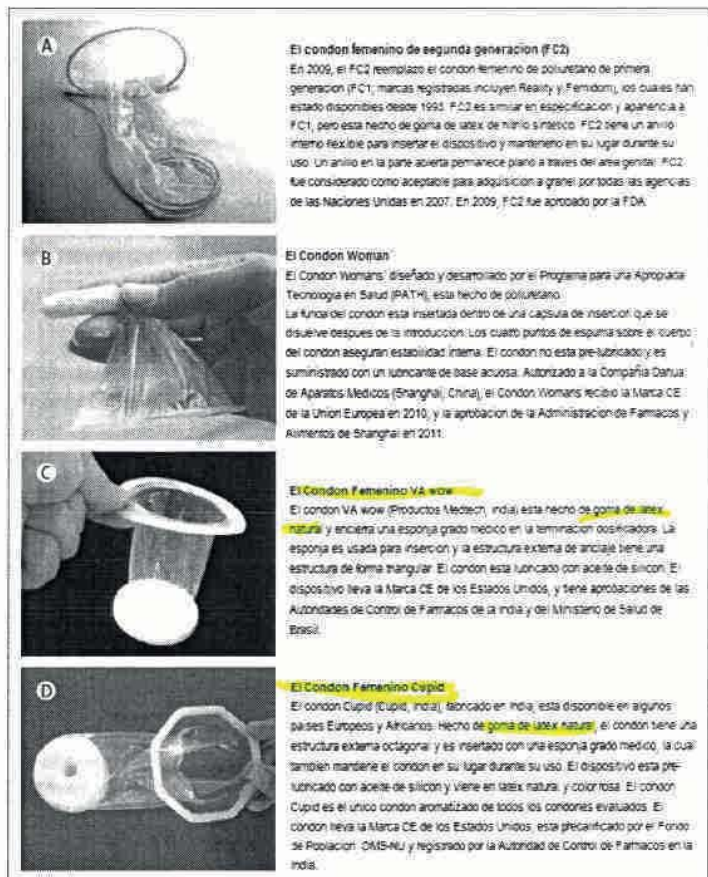 A
El condon femenino de segunda generacion (FC2)
En 2009, el FC2 reemplazo el condon femenino de poliuretano de primera
generacion (FC1; marcas registradas incluyen Reality y Femidom), los cuales han
estado disponibles desde 1993. FC2 es similar en especificacion y apariencia a
FC1, pero esta hecho de goma de latex de nitrilo sintetico. FC2 tiene un anillo
interno flexible para insertar el dispositivo y mantenerlo en su lugar durante su
uso. Un anillo en la parte abierta permanece plano a traves del area genital. FC2
fue considerado como aceptable para adquisicion a granel por todas las agencias
de las Naciones Unidas en 2007. En 2009, FC2 fue aprobado por la FDA.
B
El Condon Woman
El Condon Womans diseñado y desarrollado por el Programa para una Apropiada
Tecnologia en Salud (PATH), esta hecho de poliuretano.
La funda del condon esta insertada dentro de una capsula de insercion que se
disuelve despues de la introduccion. Los cuatro puntos de espuma sobre el cuerpo
del condon aseguran estabilidad interna. El condon no esta pre-lubricado y es
suministrado con un lubricante de base acuosa. Autorizado a la Compañia Dahua
de Aparatos Medicos (Shanghai, China), el Condon Womans recibio la Marca CE
de la Union Europea en 2010, y la aprobacion de la Administracion de Farmacos y
Alimentos de Shanghai en 2011.
C
El Condon Femenino VA wow
El condon VA wow (Productos Medtech, India) esta hecho de goma de latex
natural y encierra una esponja grado medico en la terminacion dosificadora. La
esponja es usada para insercion y la estructura externa de anclaje tiene una
estructura de forma triangular. El condon esta lubricado con aceite de silicon. El
dispositivo lleva la Marca CE de los Estados Unidos, y tiene aprobaciones de las
Autoridades de Control de Farmacos de la India y del Ministerio de Salud de
Brasil.
D
El Condon Femenino Cupid
El condon Cupid (Cupid, India), fabricado en India, esta disponible en algunos
paises Europeos y Africanos. Hecho de goma de latex natural, el condon tiene una
estructura externa octagonal y es insertado con una esponja grado medico, la cual
tambien mantiene el condon en su lugar durante su uso. El dispositivo esta pre-
lubricado con aceite de silicon y viene en latex natural y color rosa. El condon
Cupid es el unico condon aromatizado de todos los condones evaluados. El
condon lleva la Marca CE de los Estados Unidos, esta precalificado por el Fondo
de Poblacion OMS-NU y registrado por la Autoridad de Control de Farmacos en la
India.